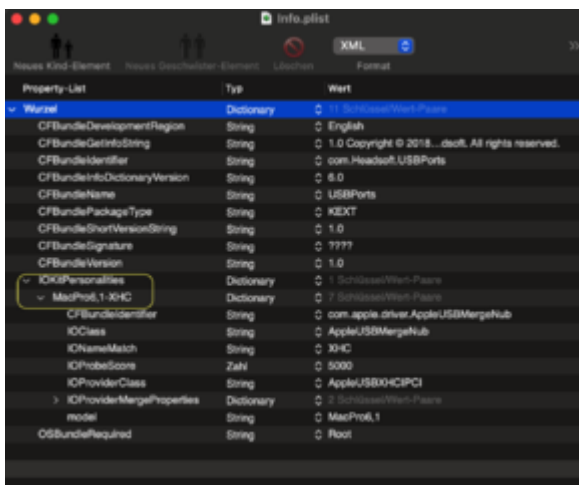 Info.plist
XML
Neues Kind-Element Neues Geschwister-Element Löschen Format
Property-List Typ Wert
Wurzel Dictionary 11 Schlüssel/Wert-Paare
CFBundleDevelopmentRegion String English
CFBundleGetInfoString String 1.0 Copyright © 2018…dsoft. All rights reserved.
CFBundleIdentifier String com.Headsoft.USBPorts
CFBundleInfoDictionaryVersion String 6.0
CFBundleName String USBPorts
CFBundlePackageType String KEXT
CFBundleShortVersionString String 1.0
CFBundleSignature String ????
CFBundleVersion String 1.0
IOKitPersonalities Dictionary 1 Schlüssel/Wert-Paare
MacPro6,1-XHC Dictionary 7 Schlüssel/Wert-Paare
CFBundleIdentifier String com.apple.driver.AppleUSBMergeNub
IOClass String AppleUSBMergeNub
IONameMatch String XHC
IOProbeScore Zahl 5000
IOProviderClass String AppleUSBXHCIPCI
IOProviderMergeProperties Dictionary 2 Schlüssel/Wert-Paare
model String MacPro6,1
OSBundleRequired String Root